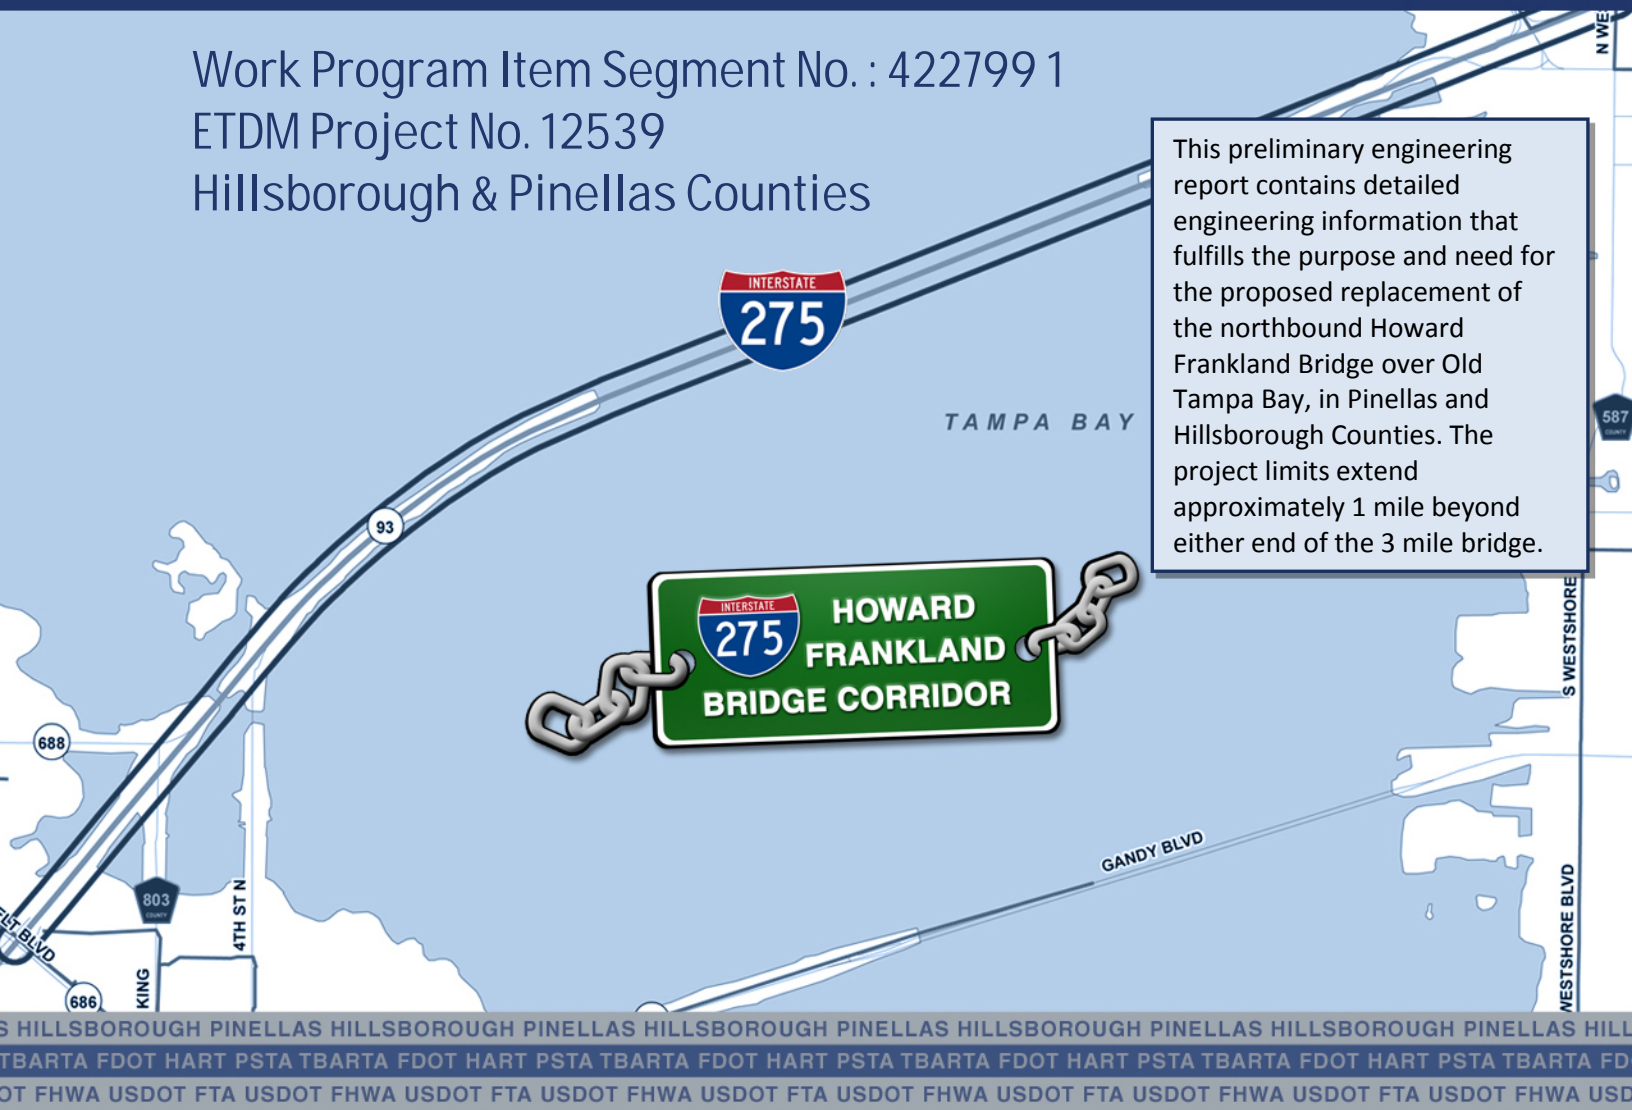 Work Program Item Segment No. : 422799 1
ETDM Project No. 12539
Hillsborough & Pinellas Counties
N WES
This preliminary engineering
report contains detailed
engineering information that
fulfills the purpose and need for
the proposed replacement of
the northbound Howard
Frankland Bridge over Old
Tampa Bay, in Pinellas and
Hillsborough Counties. The
project limits extend
approximately 1 mile beyond
either end of the 3 mile bridge.
INTERSTATE
275
TAMPA BAY
587
COUNTY
93
INTERSTATE
275
HOWARD
FRANKLAND
BRIDGE CORRIDOR
S WESTSHORE
688
GANDY BLVD
803
COUNTY
4TH ST N
ELT BLVD
686
KING
WESTSHORE BLVD
S HILLSBOROUGH PINELLAS HILLSBOROUGH PINELLAS HILLSBOROUGH PINELLAS HILLSBOROUGH PINELLAS HILLSBOROUGH PINELLAS HILL
TBARTA FDOT HART PSTA TBARTA FDOT HART PSTA TBARTA FDOT HART PSTA TBARTA FDOT HART PSTA TBARTA FDOT HART PSTA TBARTA FD
OT FHWA USDOT FTA USDOT FHWA USDOT FTA USDOT FHWA USDOT FTA USDOT FHWA USDOT FTA USDOT FHWA USDOT FTA USDOT FHWA USD